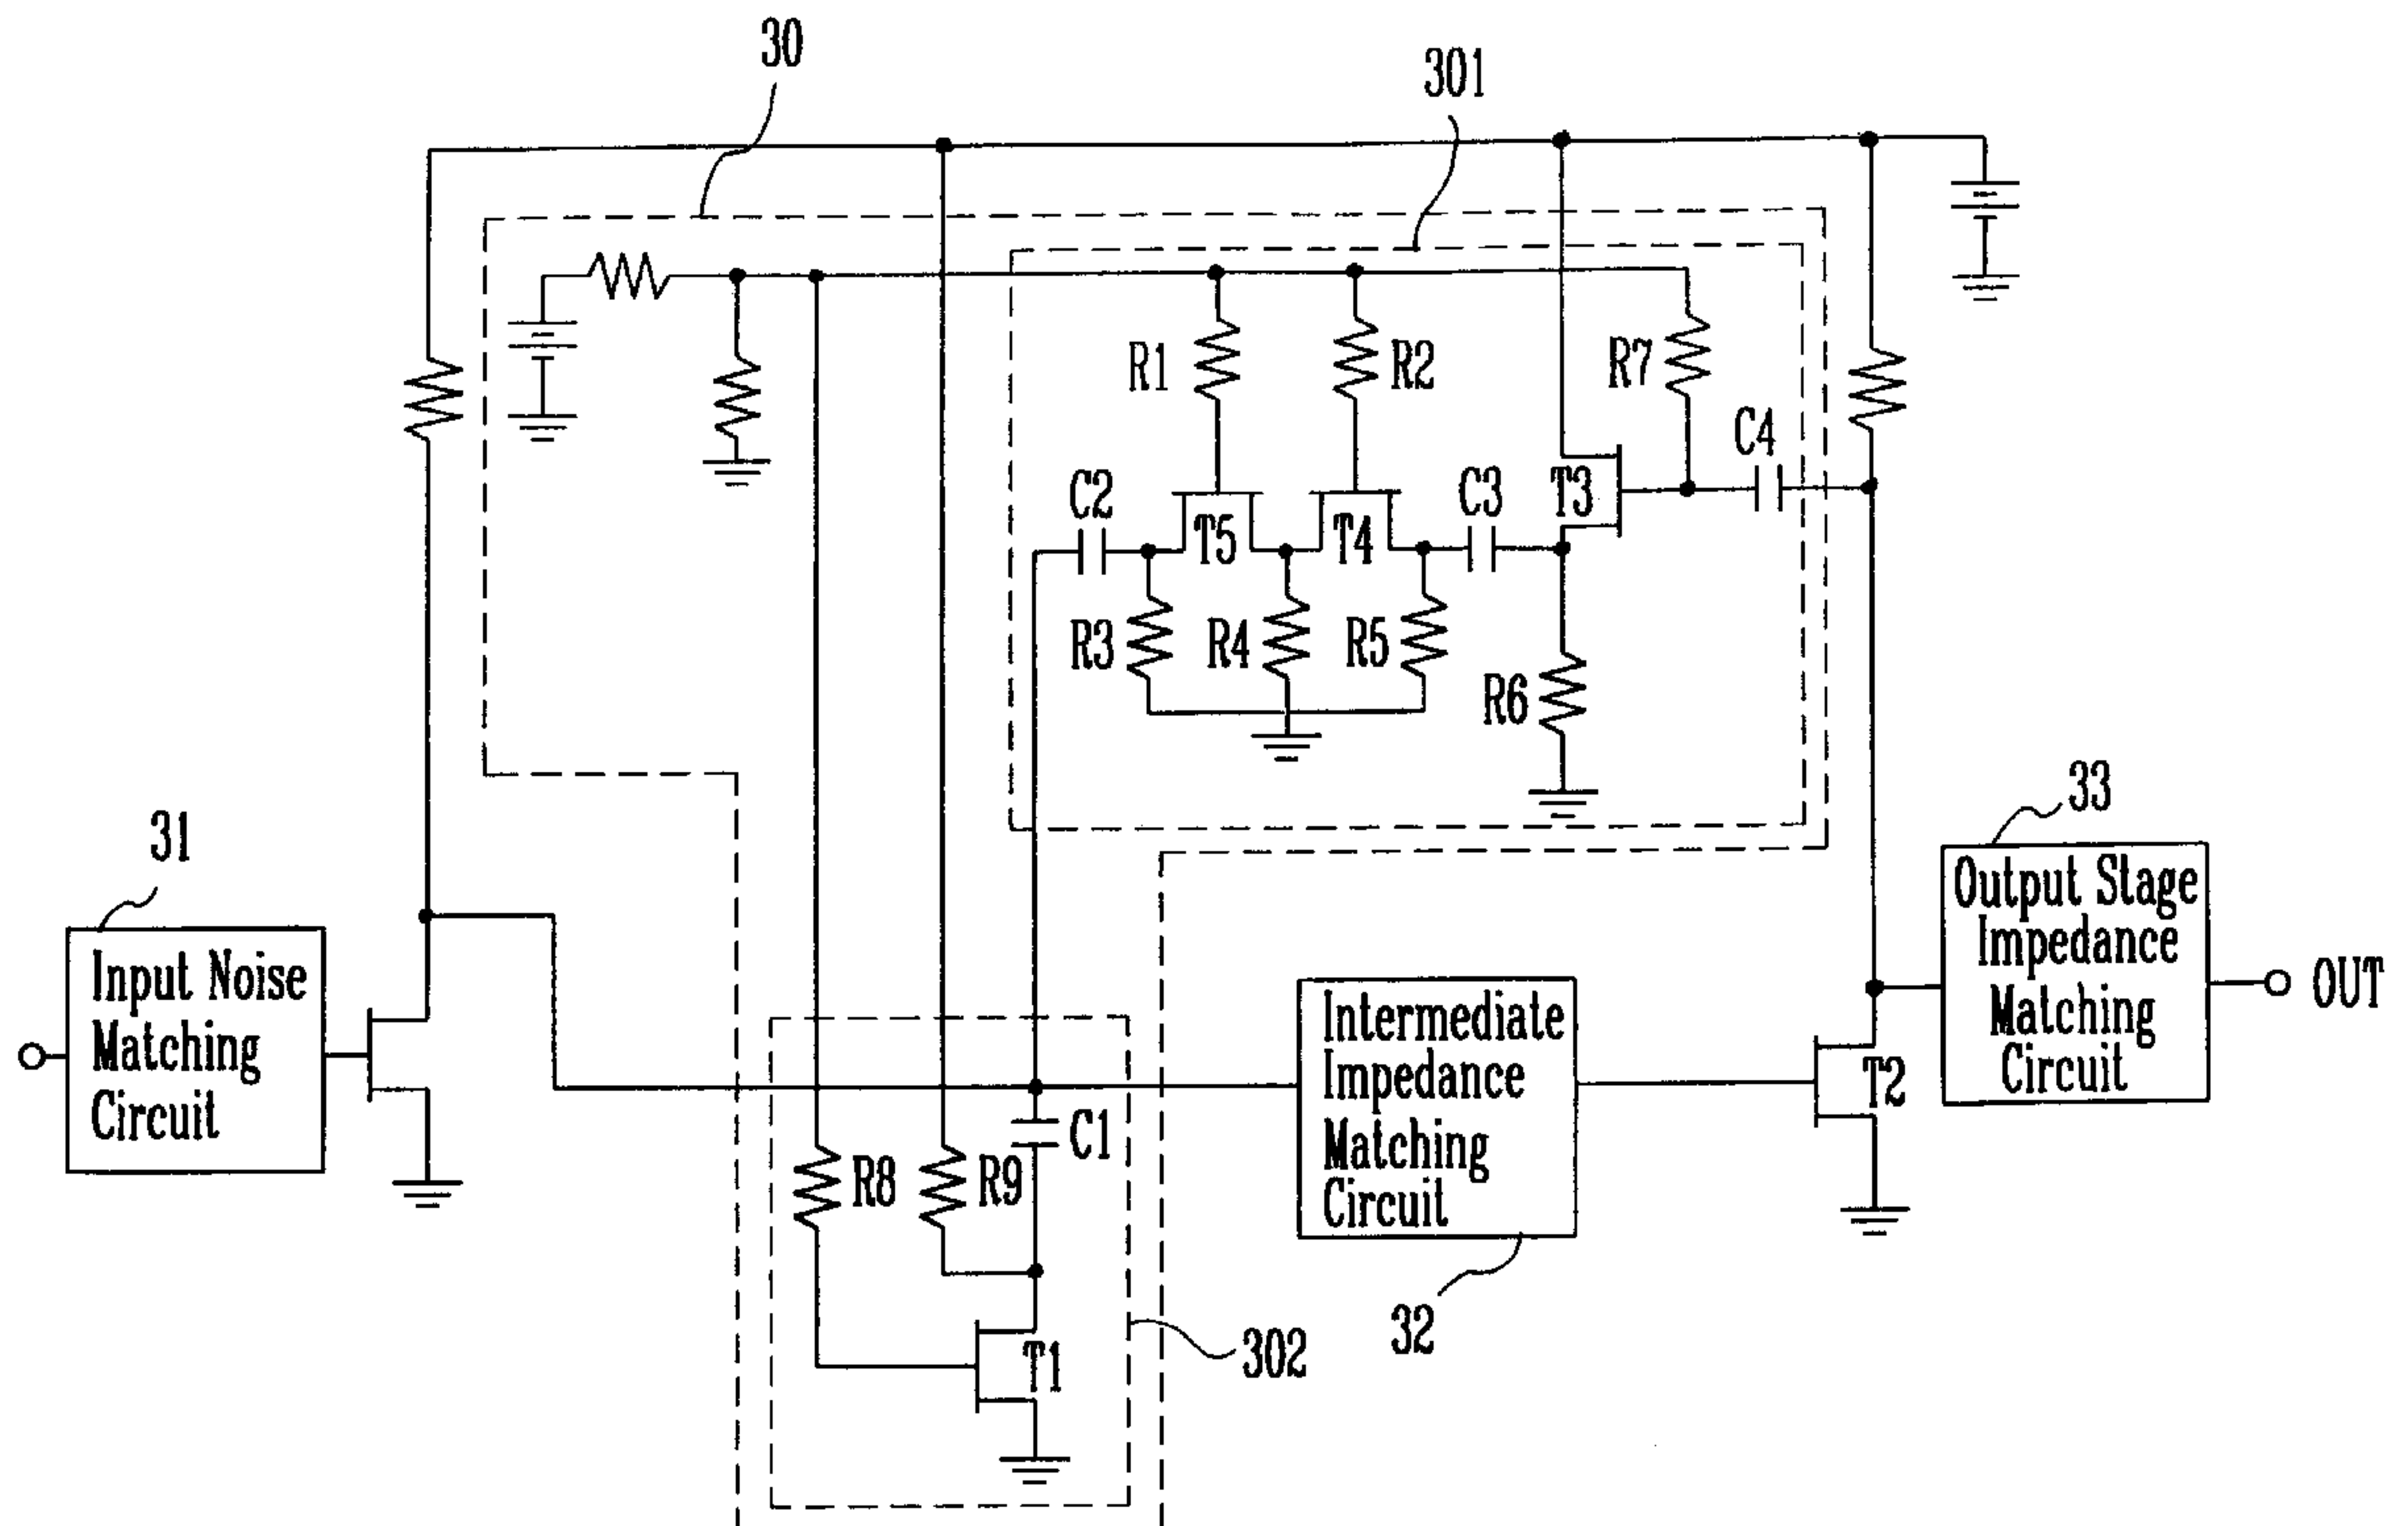 30
301
R1
R2
R7
C4
C2
T5
T4
C3
T3
R3
R4
R5
R6
31
Input Noise
Matching
Circuit
33
Output Stage
Impedance
Matching
Circuit
OUT
Intermediate
Impedance
Matching
Circuit
32
T2
C1
R8
R9
T1
302